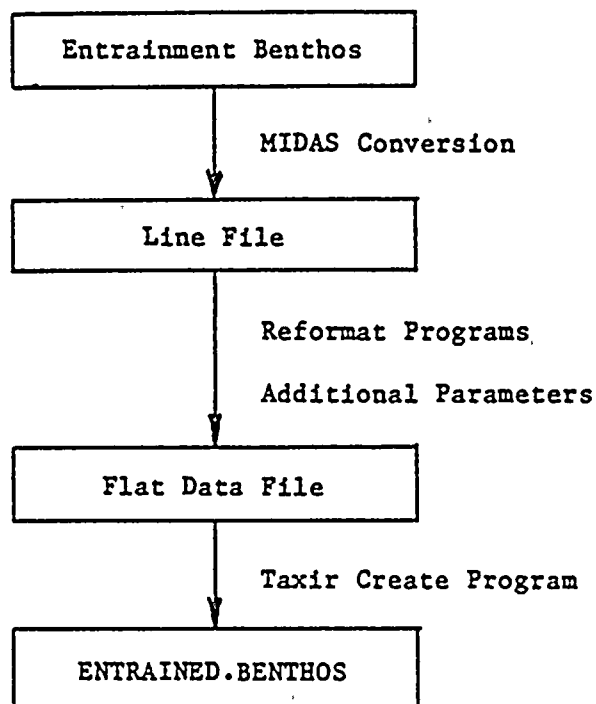 Entrainment Benthos
MIDAS Conversion
Line File
Reformat Programs
Additional Parameters
Flat Data File
Taxir Create Program
ENTRAINED.BENTHOS